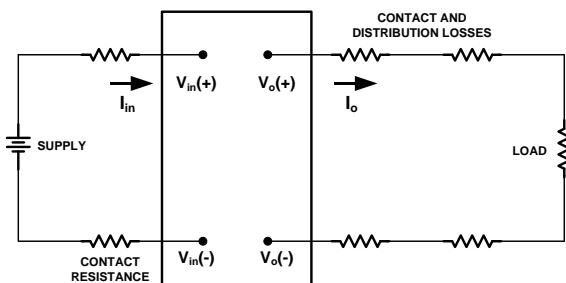 CONTACT AND
DISTRIBUTION LOSSES
Vin(+)
Vo(+)
Iin
Io
SUPPLY
LOAD
CONTACT
RESISTANCE
Vin(-)
Vo(-)